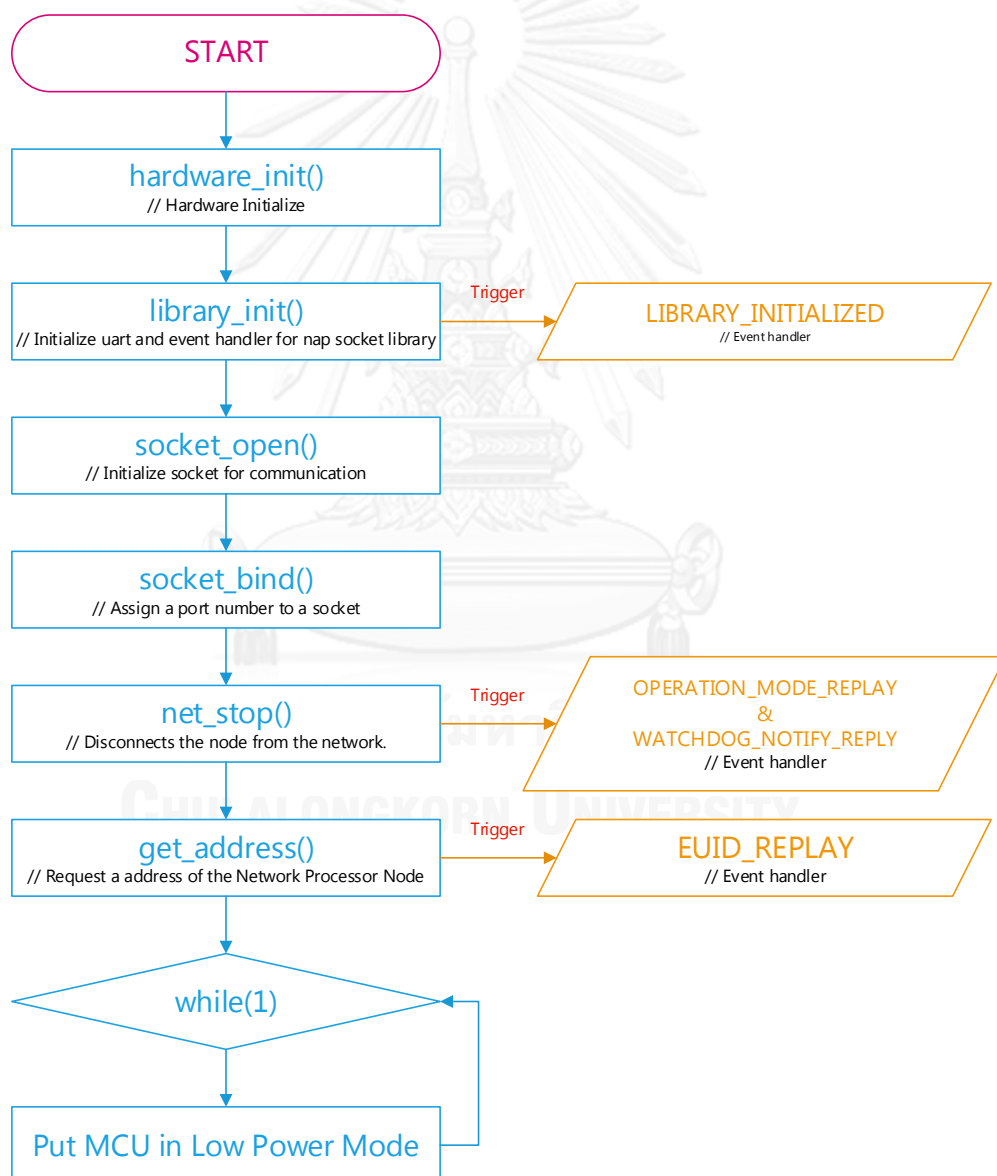 START
hardware_init()
// Hardware Initialize
library_init()
// Initialize uart and event handler for nap socket library
Trigger
LIBRARY_INITIALIZED
// Event handler
socket_open()
// Initialize socket for communication
socket_bind()
// Assign a port number to a socket
net_stop()
// Disconnects the node from the network.
Trigger
OPERATION_MODE_REPLAY
&
WATCHDOG_NOTIFY_REPLY
// Event handler
CHULALONGKORN UNIVERSITY
get_address()
// Request a address of the Network Processor Node
Trigger
EUID_REPLAY
// Event handler
while(1)
Put MCU in Low Power Mode